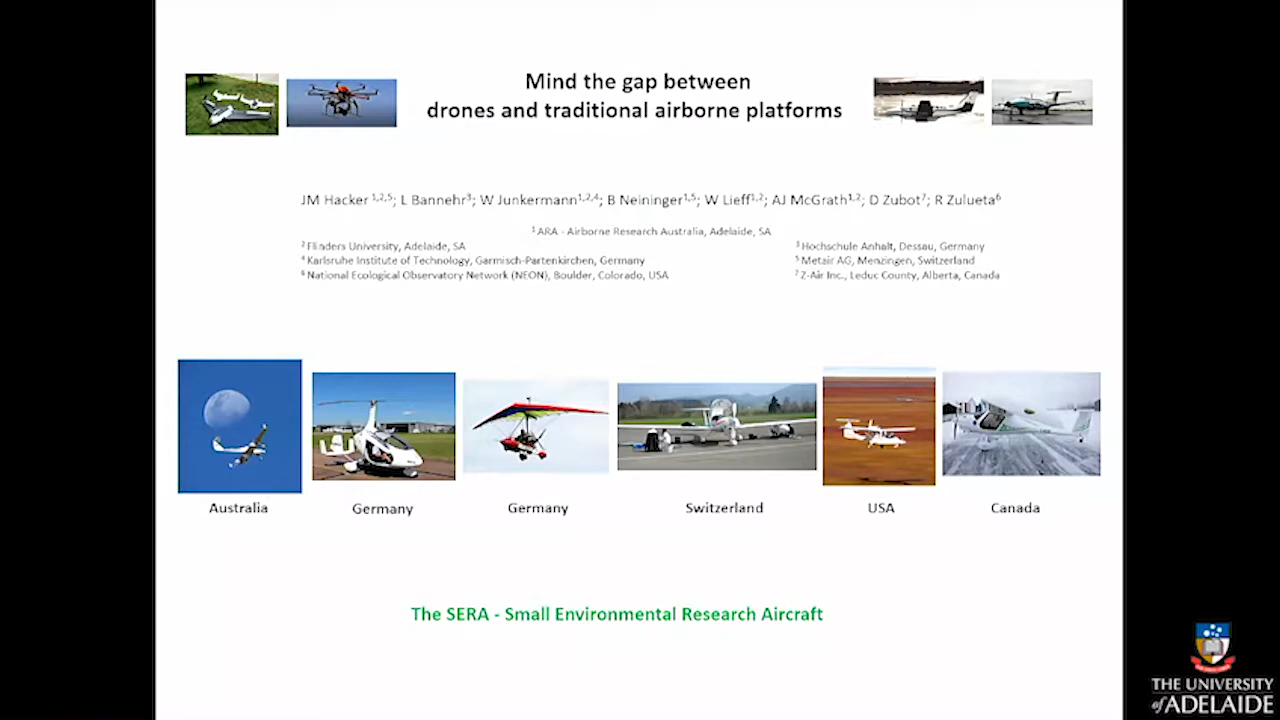 Mind the gap between
drones and traditional airborne platforms
JM Hacker 1,2,5; L Bannehr3; W Junkermann1,2,4; B Neininger1,5; W Lieff1,2; AJ McGrath1,2; D Zubot7; R Zulueta6
1 ARA - Airborne Research Australia, Adelaide, SA
2 Flinders University, Adelaide, SA
3 Hochschule Anhalt, Dessau, Germany
4 Karlsruhe Institute of Technology, Garmisch-Partenkirchen, Germany
5 Metair AG, Menzingen, Switzerland
6 National Ecological Observatory Network (NEON), Boulder, Colorado, USA
7 Z-Air Inc., Leduc County, Alberta, Canada
Australia
Germany
Germany
Switzerland
USA
Canada
The SERA - Small Environmental Research Aircraft
THE UNIVERSITY
of ADELAIDE